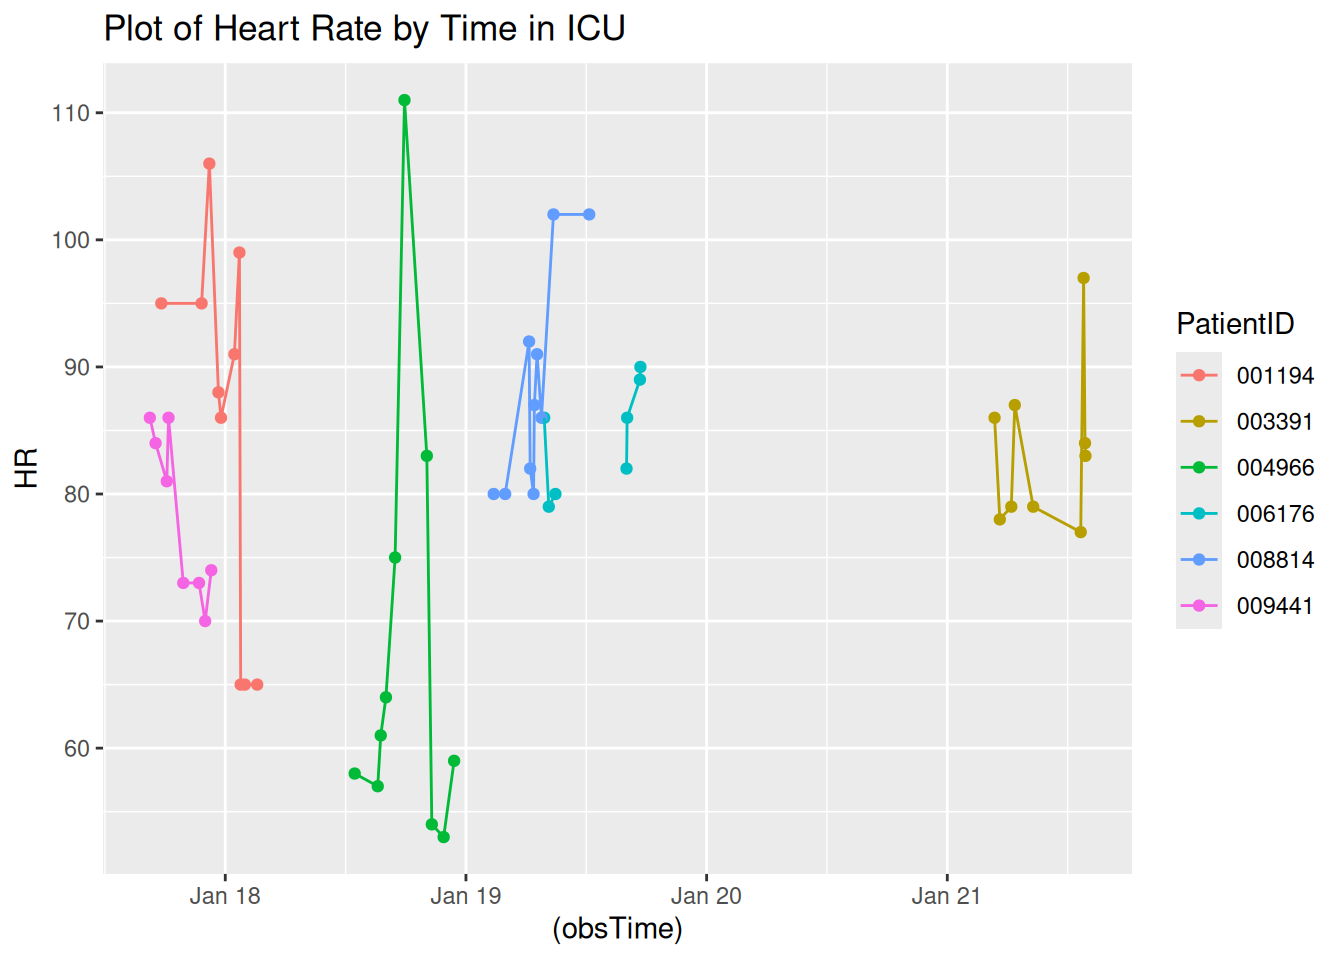 Plot of Heart Rate by Time in ICU
HR
110
100
90
80
70
60
Jan 18
Jan 19
Jan 20
Jan 21
(obsTime)
PatientID
001194
003391
004966
006176
008814
009441